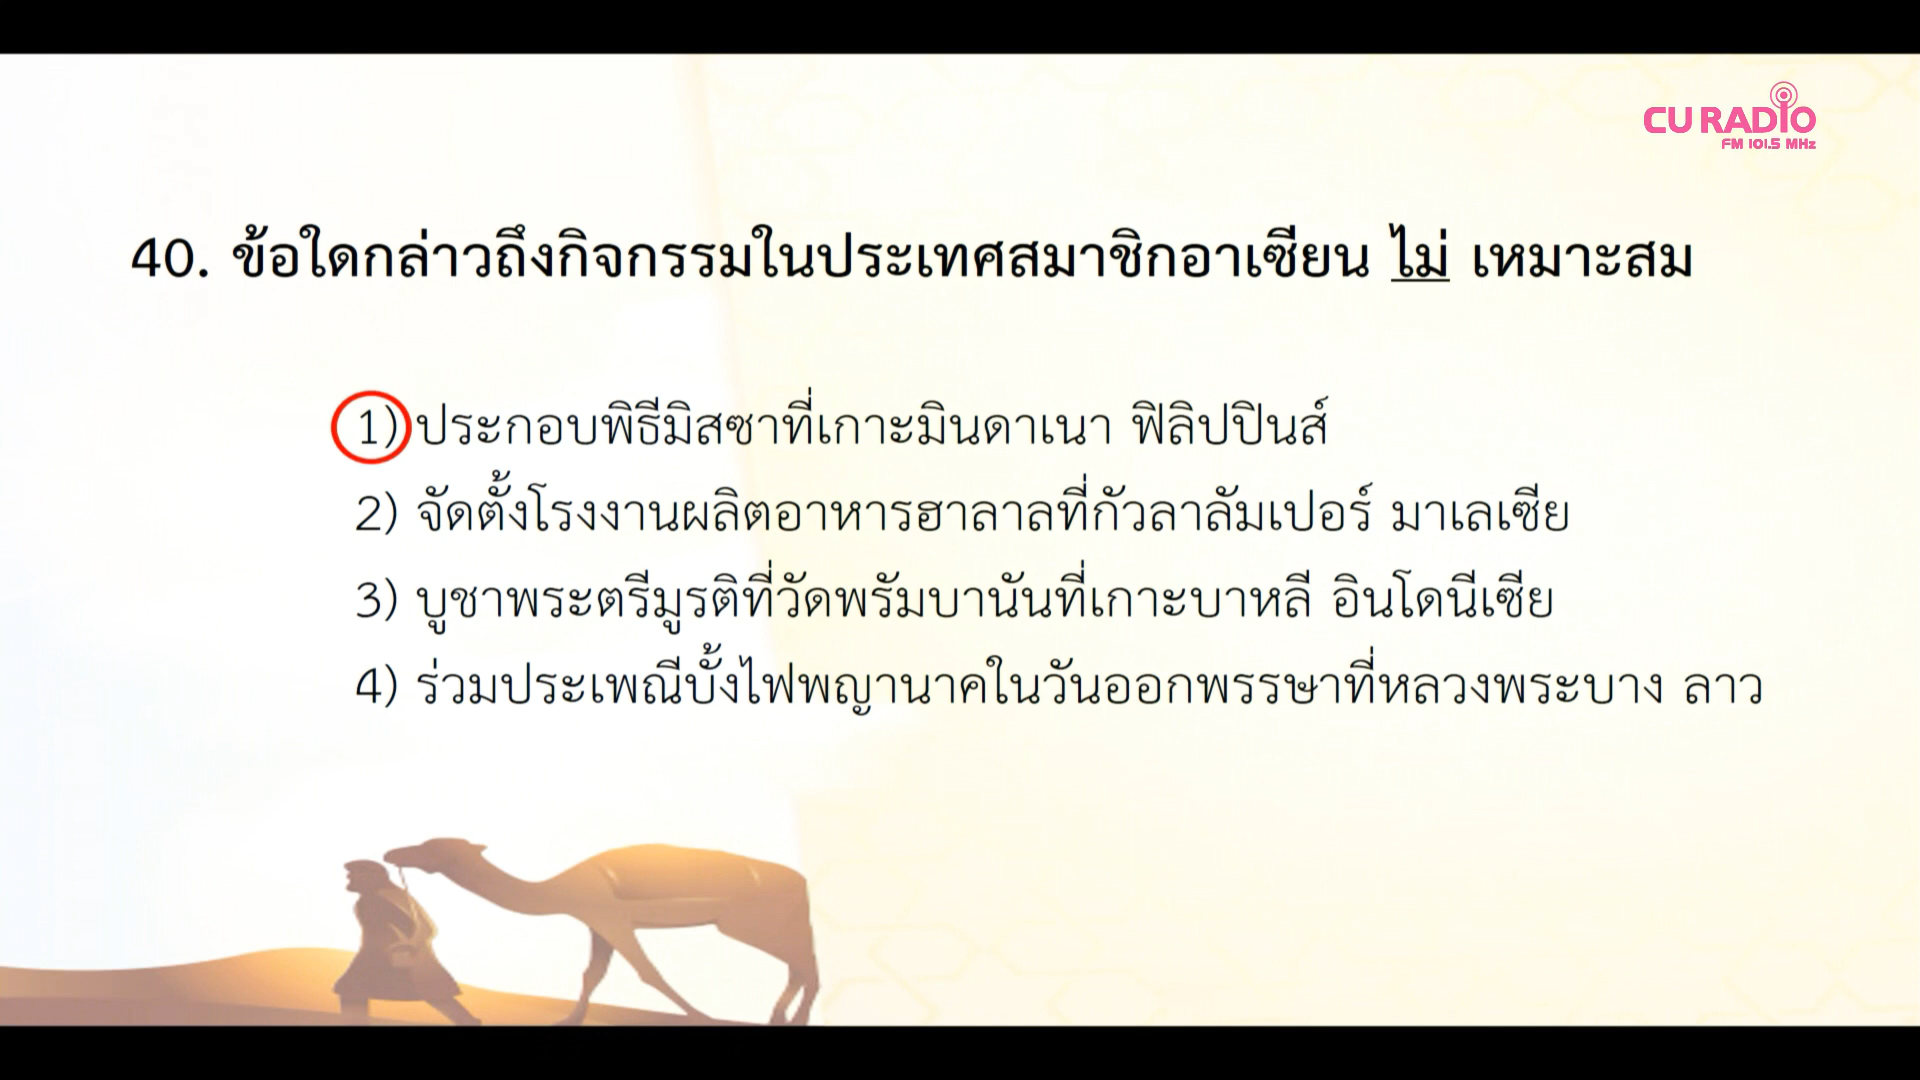 CU RADIO
FM 101.5 MHz
40. ข้อใดกล่าวถึงกิจกรรมในประเทศสมาชิกอาเซียน ไม่ เหมาะสม
1) ประกอบพิธีมิสซาที่เกาะมินดาเนา ฟิลิปปินส์
2) จัดตั้งโรงงานผลิตอาหารฮาลาลที่กัวลาลัมเปอร์ มาเลเซีย
3) บูชาพระตรีมูรติที่วัดพรัมบานันที่เกาะบาหลี อินโดนีเซีย
4) ร่วมประเพณีบั้งไฟพญานาคในวันออกพรรษาที่หลวงพระบาง ลาว